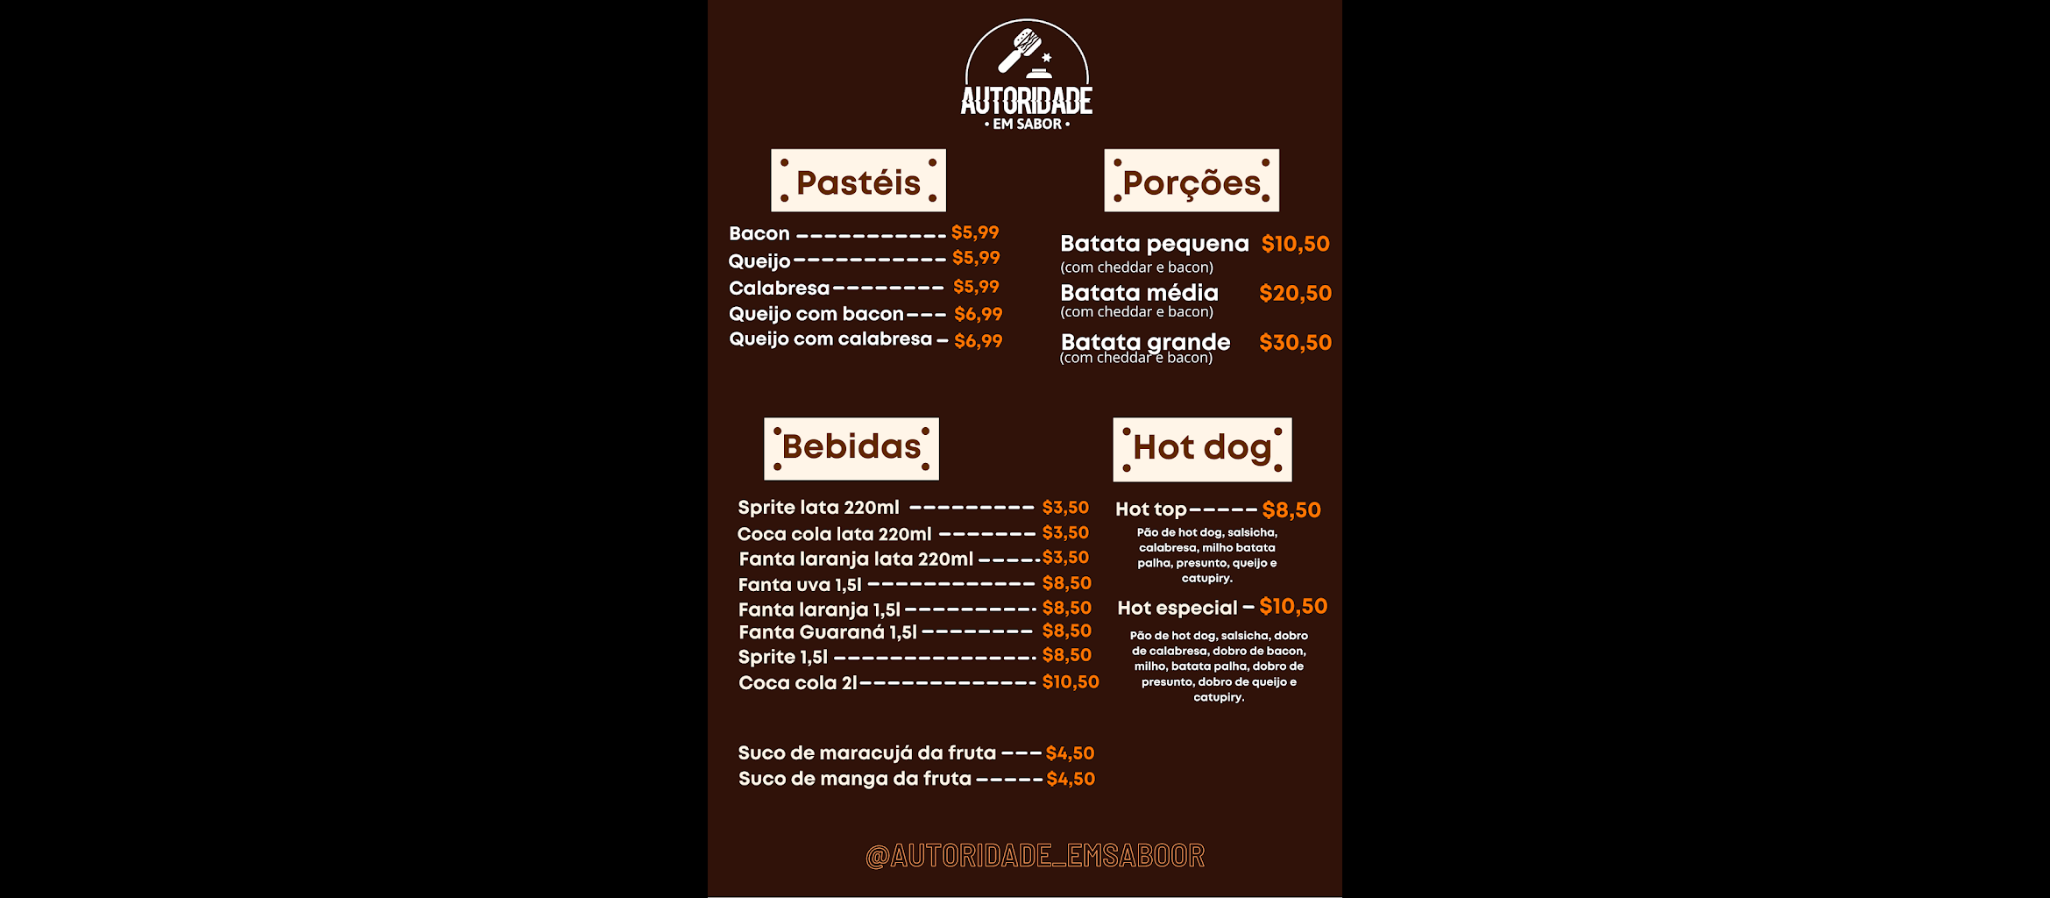 AUTORIDADE
• EM SABOR •
Pastéis
Bacon ----------- $5,99
Queijo ----------- $5,99
Calabresa -------- $5,99
Queijo com bacon --- $6,99
Queijo com calabresa - $6,99
Porções
Batata pequena $10,50
(com cheddar e bacon)
Batata média $20,50
(com cheddar e bacon)
Batata grande $30,50
(com cheddar e bacon)
Bebidas
Sprite lata 220ml --------- $3,50
Coca cola lata 220ml ------- $3,50
Fanta laranja lata 220ml ----- $3,50
Fanta uva 1,5l ------------ $8,50
Fanta laranja 1,5l ---------- $8,50
Fanta Guaraná 1,5l -------- $8,50
Sprite 1,5l --------------- $8,50
Coca cola 2l ------------- $10,50
Suco de maracujá da fruta --- $4,50
Suco de manga da fruta ----- $4,50
Hot dog
Hot top ----- $8,50
Pão de hot dog, salsicha,
calabresa, milho batata
palha, presunto, queijo e
catupiry.
Hot especial - $10,50
Pão de hot dog, salsicha, dobro
de calabresa, dobro de bacon,
milho, batata palha, dobro de
presunto, dobro de queijo e
catupiry.
@AUTORIDADE_EMSABOOR